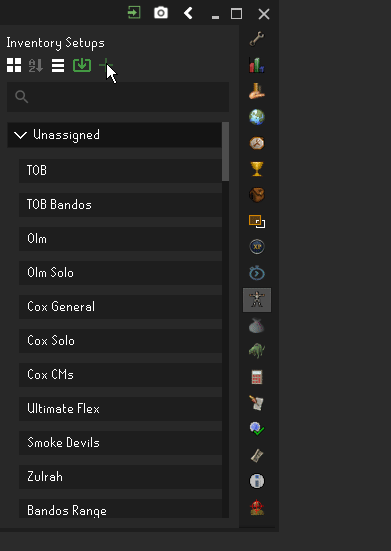 Inventory Setups
Unassigned
TOB
TOB Bandos
Olm
Olm Solo
Cox General
Cox Solo
Cox CMs
Ultimate Flex
Smoke Devils
Zulrah
Bandos Range